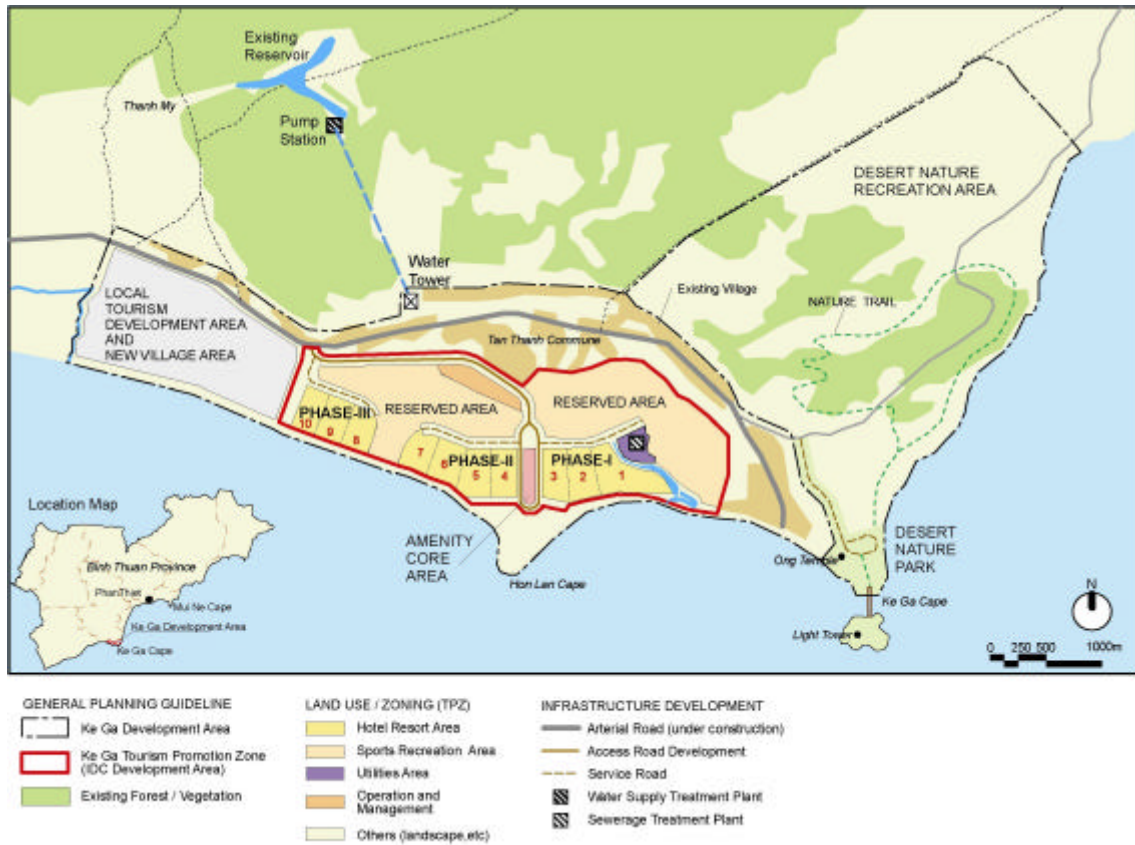 Existing
Reservoir
Thanh My
Pump
Station
DESERT NATURE
RECREATION AREA
Water
Tower
Existing Village
NATURE TRAIL
LOCAL
TOURISM
DEVELOPMENT AREA
AND
NEW VILLAGE AREA
Tan Thanh Commune
PHASE-III
RESERVED AREA
RESERVED AREA
10
9
8
7
6
PHASE-II
5
4
PHASE-I
3
2
1
Location Map
AMENITY
CORE
AREA
Hon Lan Cape
Ong Temple
DESERT
NATURE
PARK
Ke Ga Cape
Light Tower
Binh Thuan Province
PhanThiet
Mui Ne Cape
Ke Ga Development Area
Ke Ga Cape
N
0 250 500 1000m
GENERAL PLANNING GUIDELINE
Ke Ga Development Area
Ke Ga Tourism Promotion Zone
(IDC Development Area)
Existing Forest / Vegetation
LAND USE / ZONING (TPZ)
Hotel Resort Area
Sports Recreation Area
Utilities Area
Operation and
Management
Others (landscape,etc)
INFRASTRUCTURE DEVELOPMENT
Arterial Road (under construction)
Access Road Development
Service Road
Water Supply Treatment Plant
Sewerage Treatment Plant